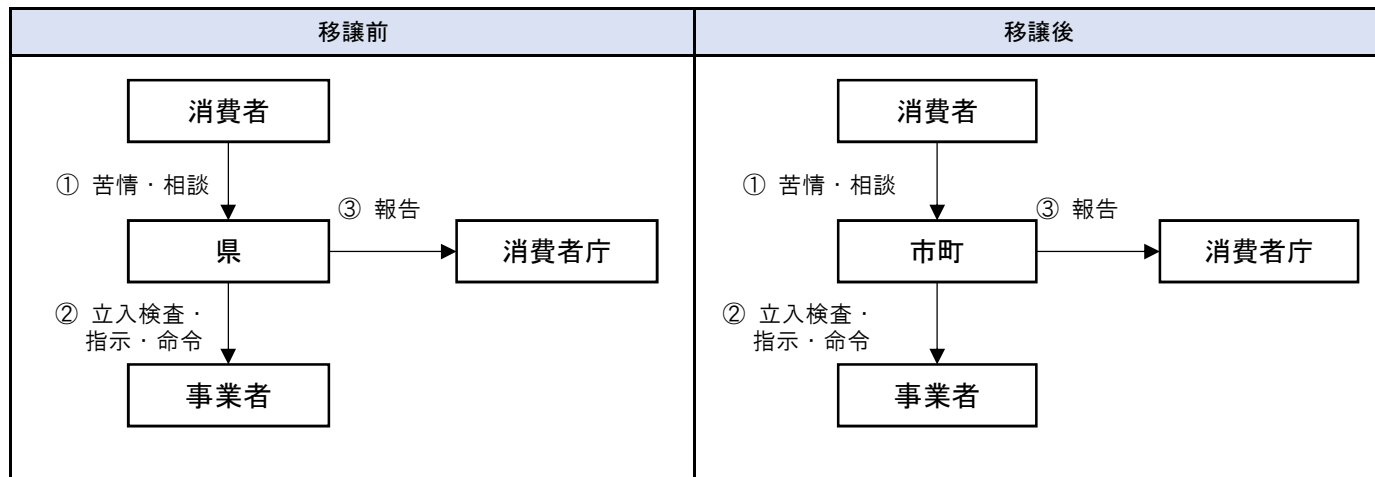 移譲前
消費者
① 苦情・相談
③ 報告
県
消費者庁
② 立入検査・
指示・命令
事業者
移譲後
消費者
① 苦情・相談
③ 報告
市町
消費者庁
② 立入検査・
指示・命令
事業者